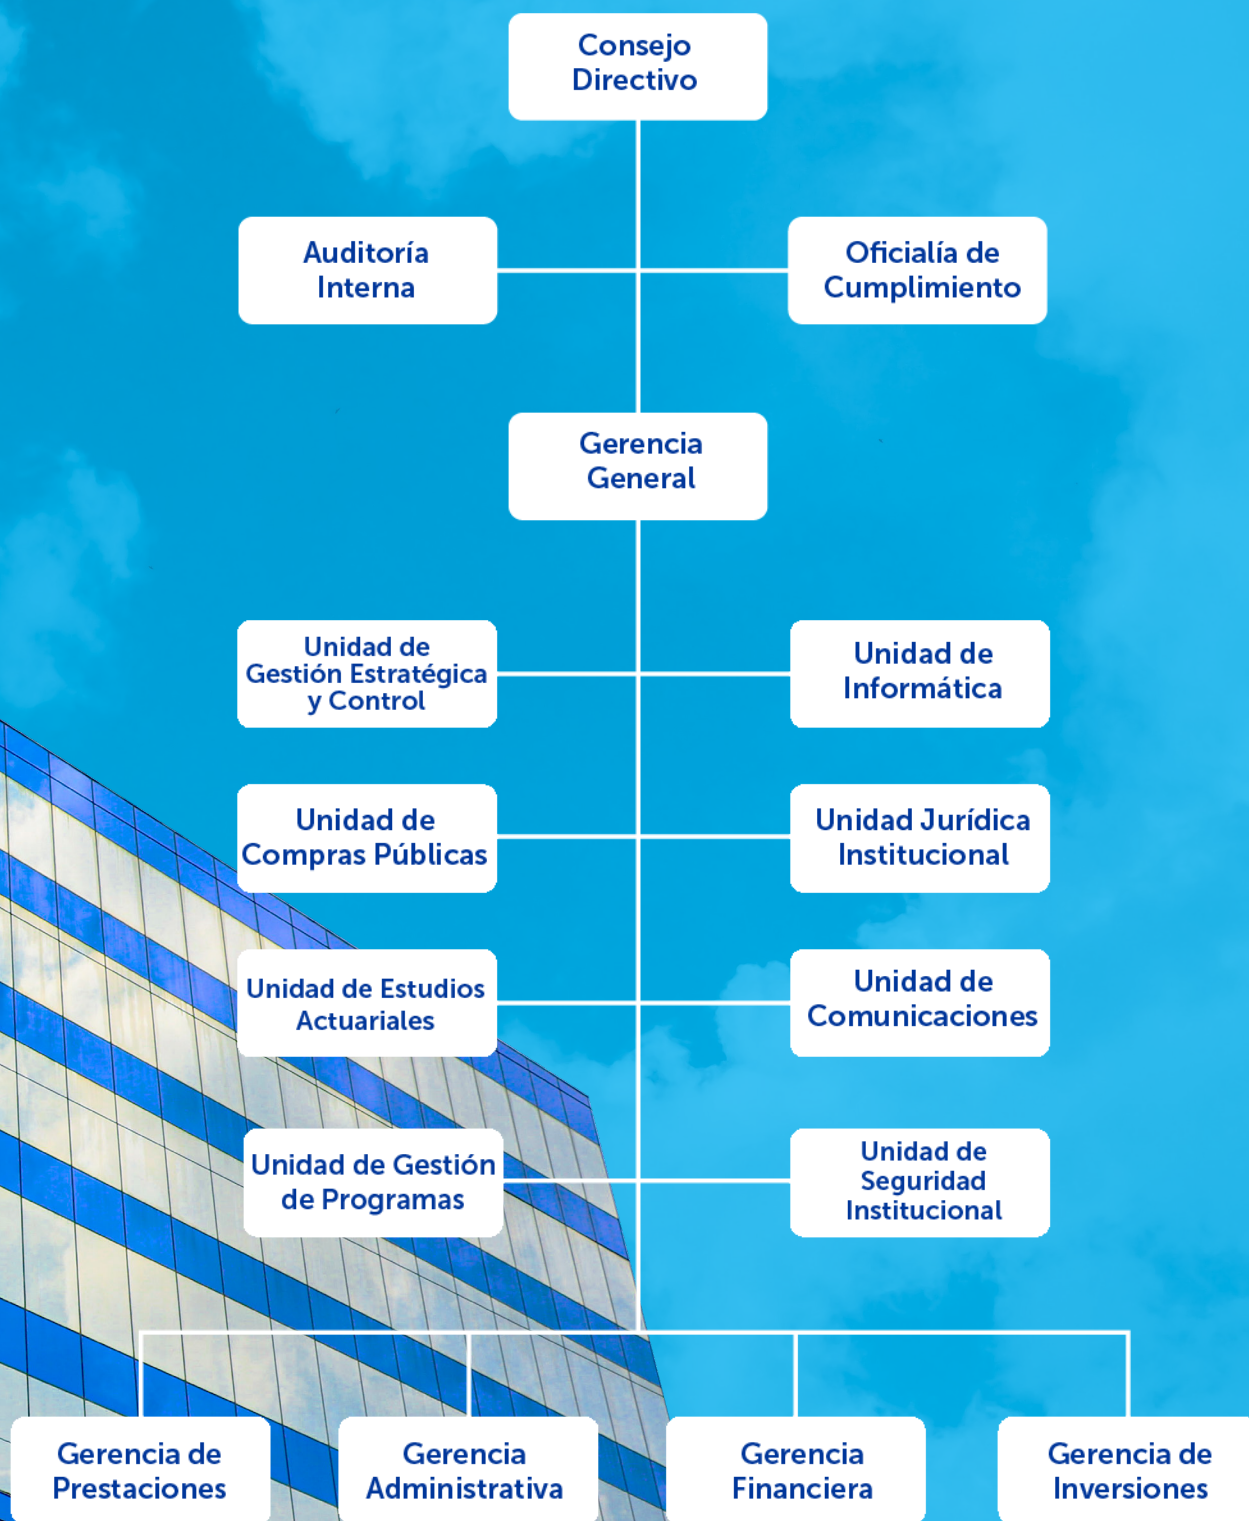 Consejo
Directivo
Auditoría
Interna
Oficialía de
Cumplimiento
Gerencia
General
Unidad de
Gestión Estratégica
y Control
Unidad de
Informática
Unidad de
Compras Públicas
Unidad Jurídica
Institucional
Unidad de Estudios
Actuariales
Unidad de
Comunicaciones
Unidad de Gestión
de Programas
Unidad de
Seguridad
Institucional
Gerencia de
Prestaciones
Gerencia
Administrativa
Gerencia
Financiera
Gerencia de
Inversiones